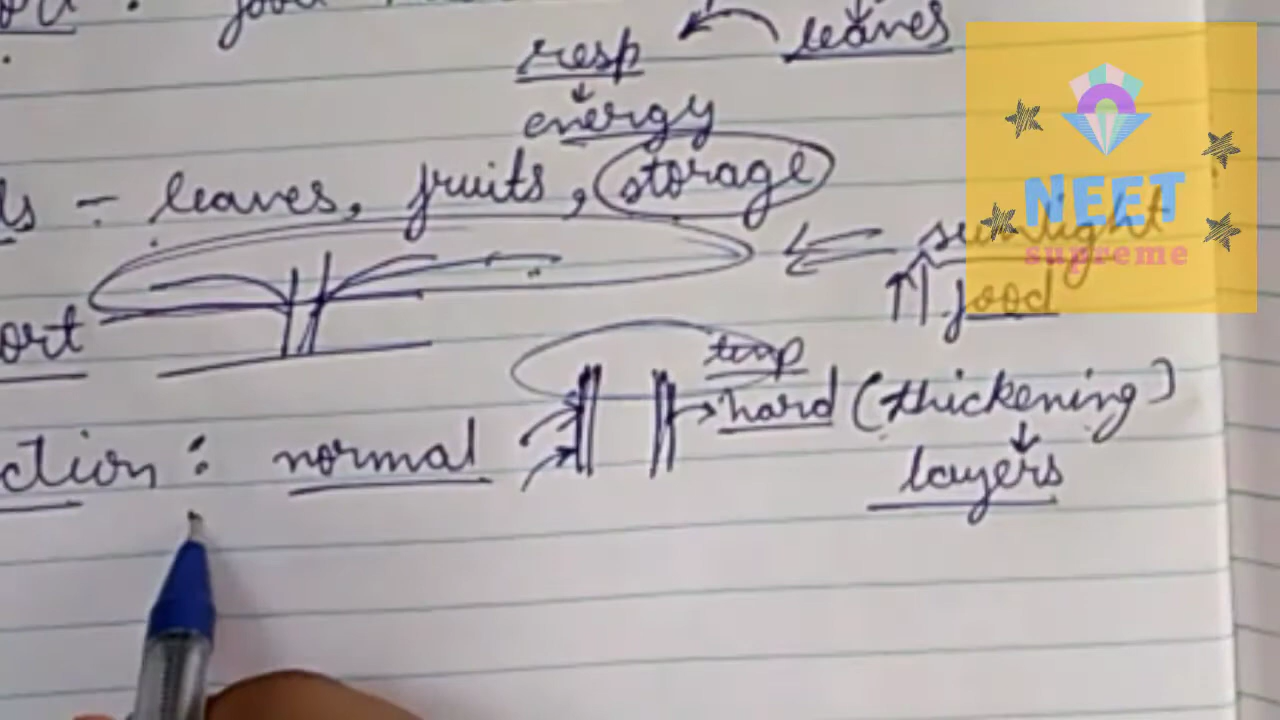 food
resp leaves
energy
ls - leaves, fruits, storage
NEET
supreme
sunlight
ort
↑ food
temp
hard (thickening)
ction : normal
layers